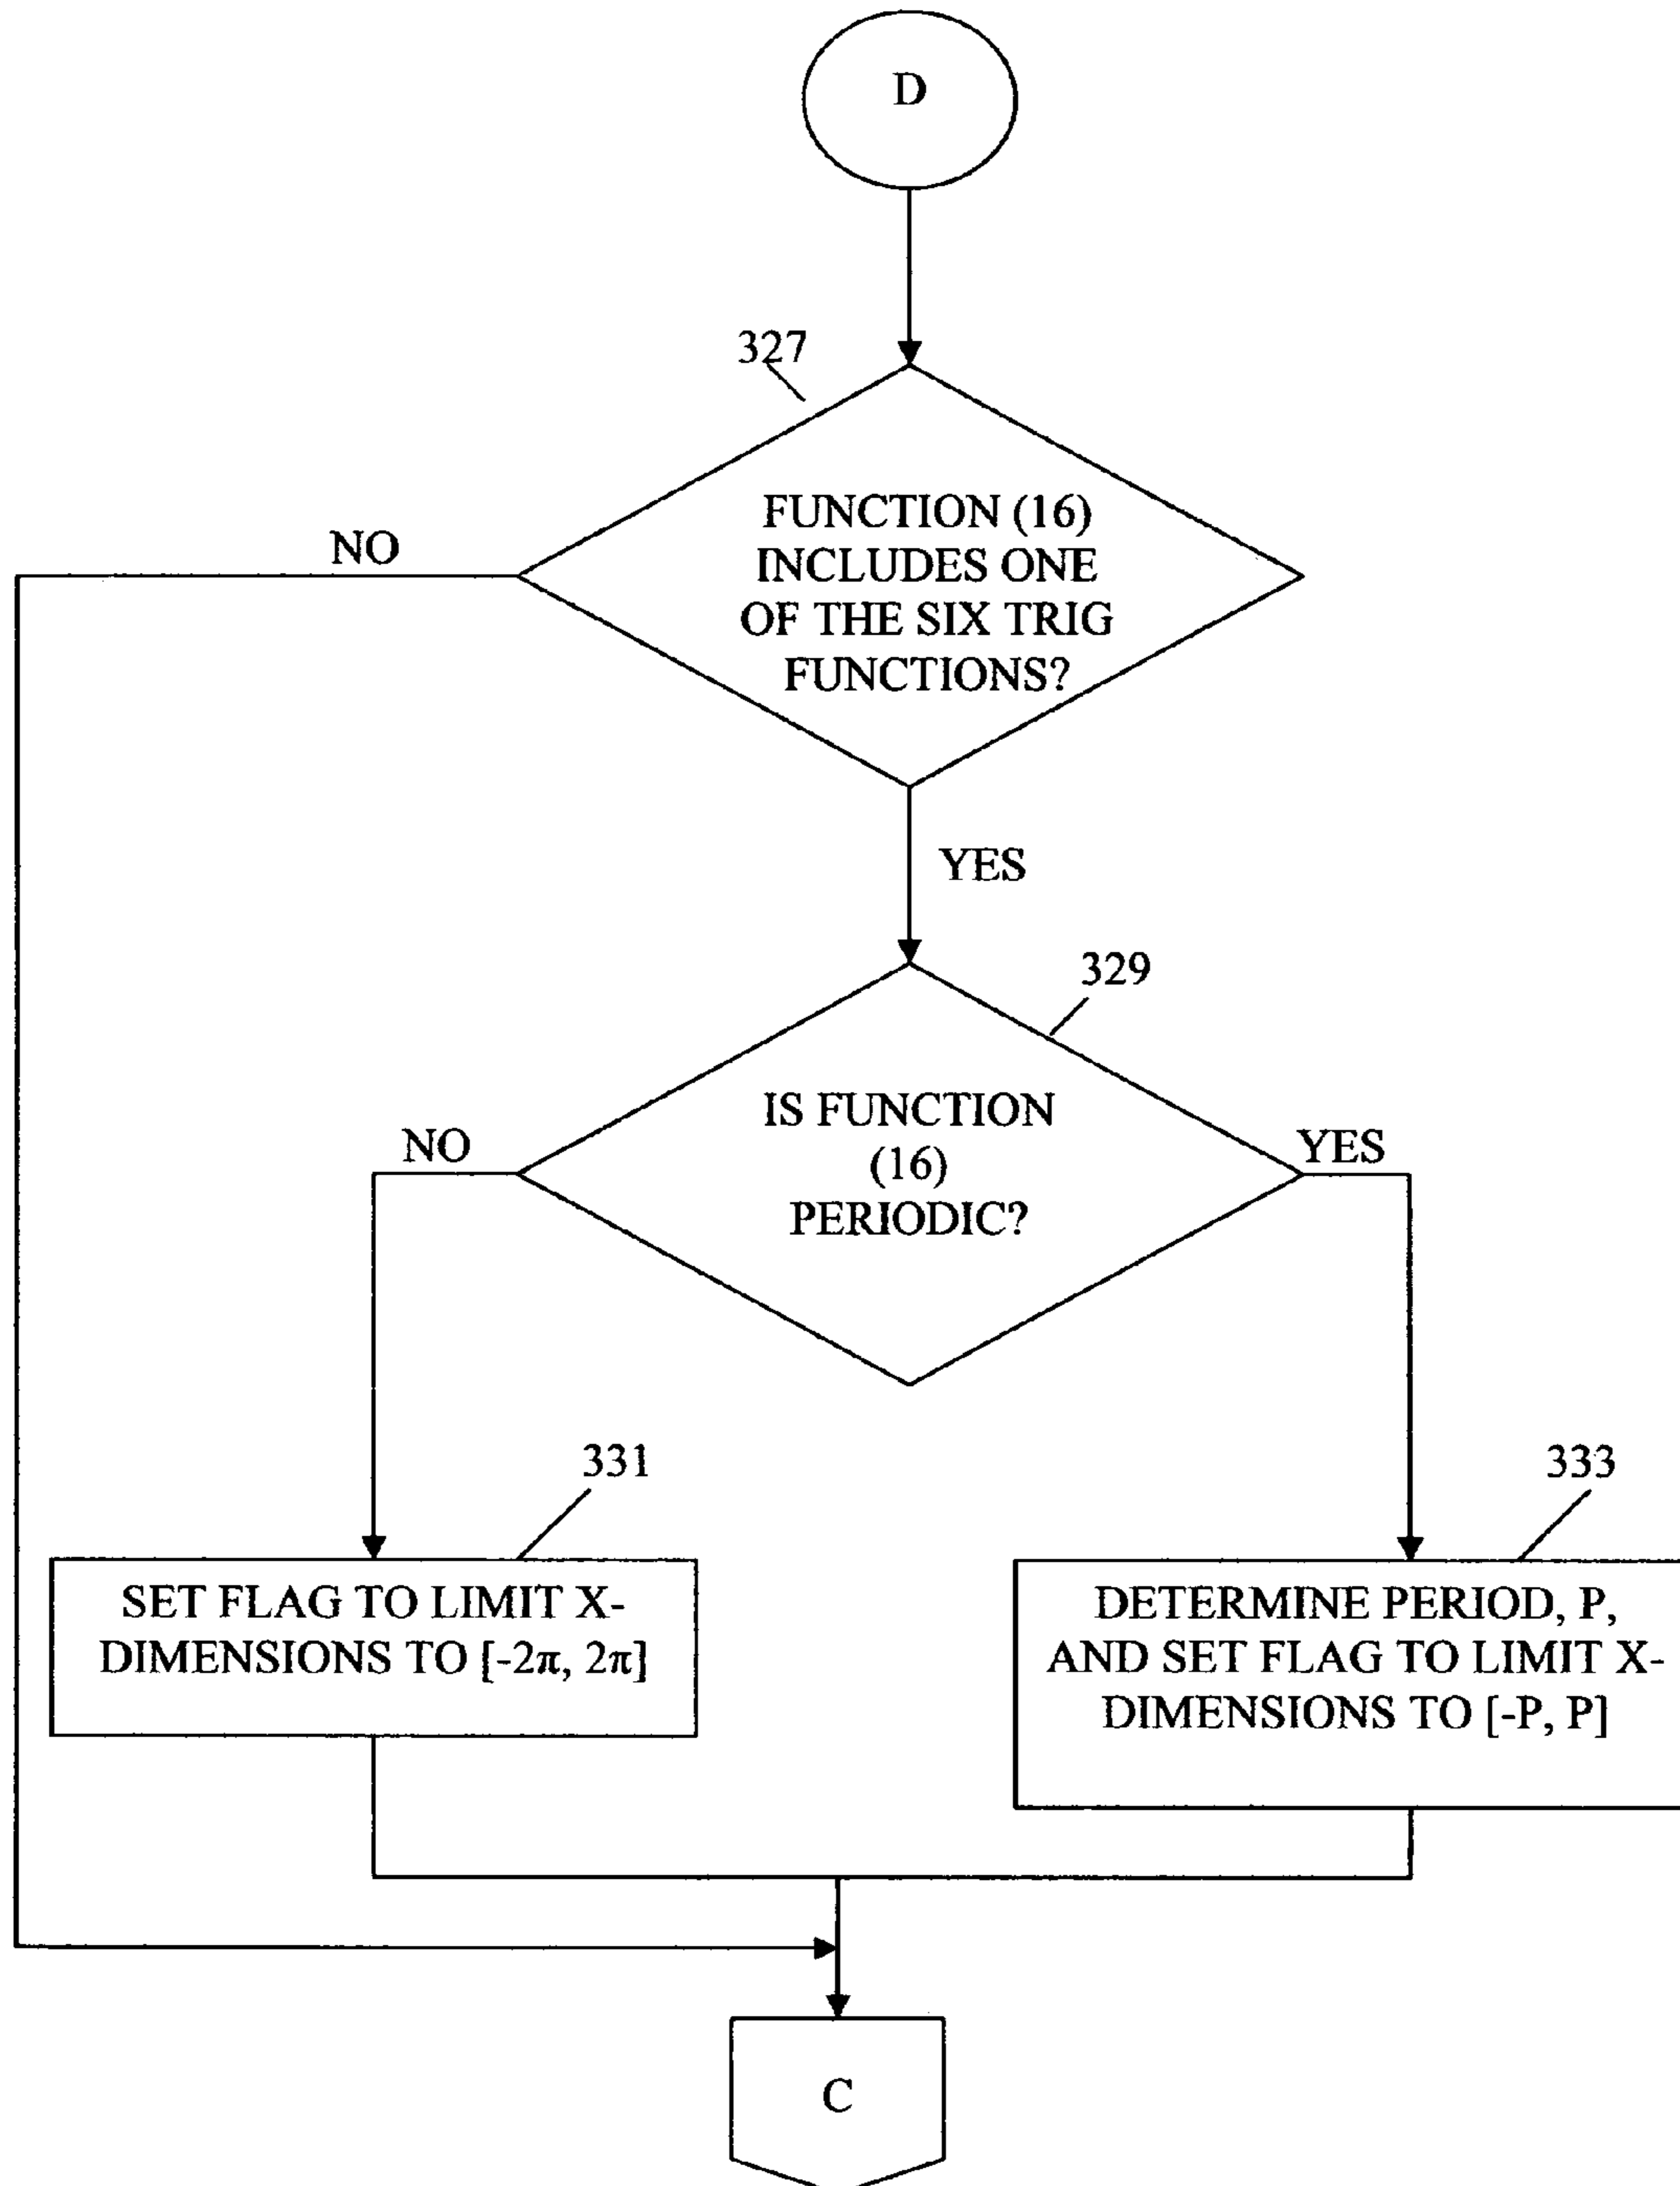 D
327
FUNCTION (16)
INCLUDES ONE
OF THE SIX TRIG
FUNCTIONS?
NO
YES
329
IS FUNCTION
(16)
PERIODIC?
NO
YES
331
SET FLAG TO LIMIT X-
DIMENSIONS TO [-2π, 2π]
333
DETERMINE PERIOD, P,
AND SET FLAG TO LIMIT X-
DIMENSIONS TO [-P, P]
C